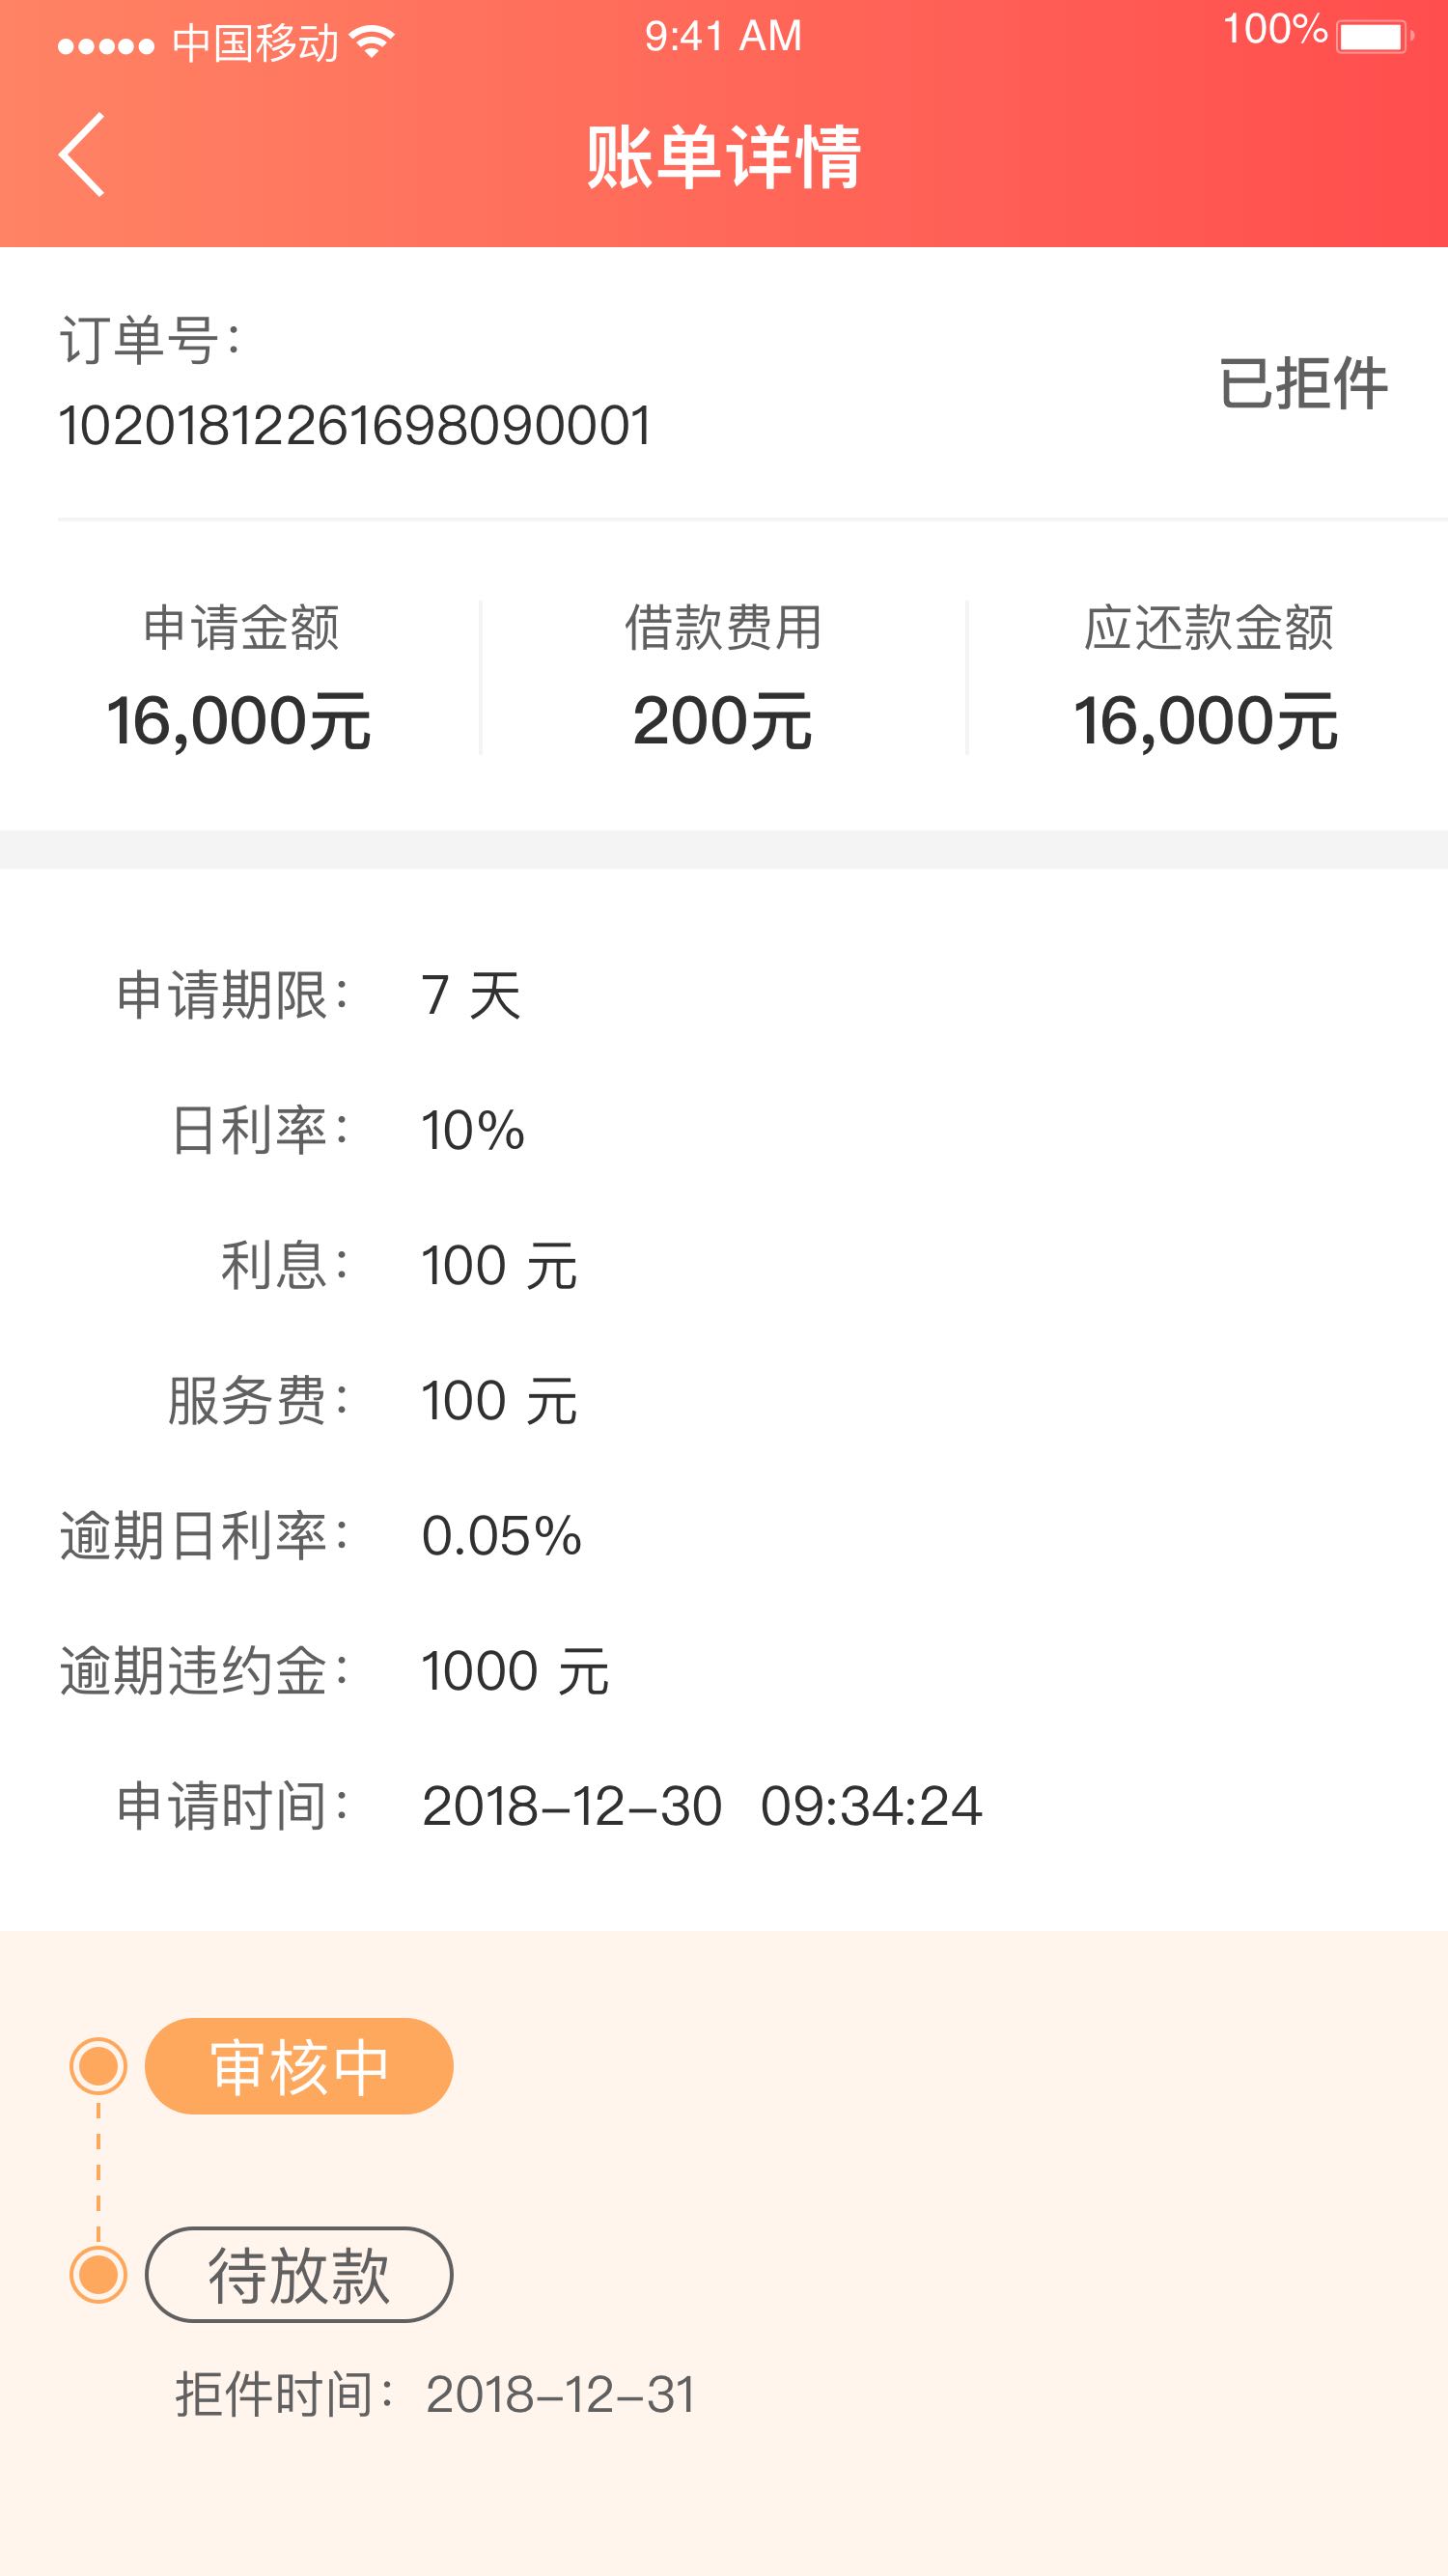 中国移动 9:41 AM 100%
账单详情
订单号：
10201812261698090001
已拒件
申请金额 借款费用 应还款金额
16,000元 200元 16,000元
申请期限： 7 天
日利率： 10%
利息： 100 元
服务费： 100 元
逾期日利率： 0.05%
逾期违约金： 1000 元
申请时间： 2018-12-30 09:34:24
审核中
待放款
拒件时间：2018-12-31